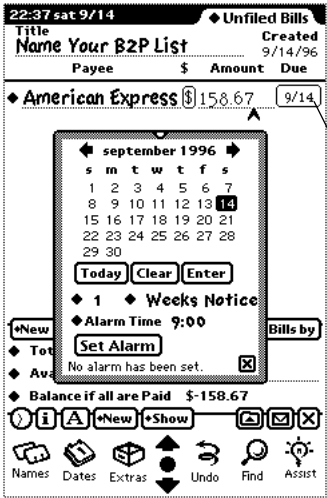 22:37 sat 9/14
◆ Unfiled Bills
Title
Name Your B2P List
Created
9/14/96
Payee $ Amount Due
◆ American Express $ 158.67 9/14
september 1996
s m t w t f s
1 2 3 4 5 6 7
8 9 10 11 12 13 14
15 16 17 18 19 20 21
22 23 24 25 26 27 28
29 30
Today Clear Enter
◆ 1 ◆ Weeks Notice
◆ Alarm Time 9:00
Set Alarm
No alarm has been set.
◆New Bills by
◆ Tot
◆ Ava
◆ Balance if all are Paid $-158.67
i A ◆New ◆Show
Names Dates Extras Undo Find Assist